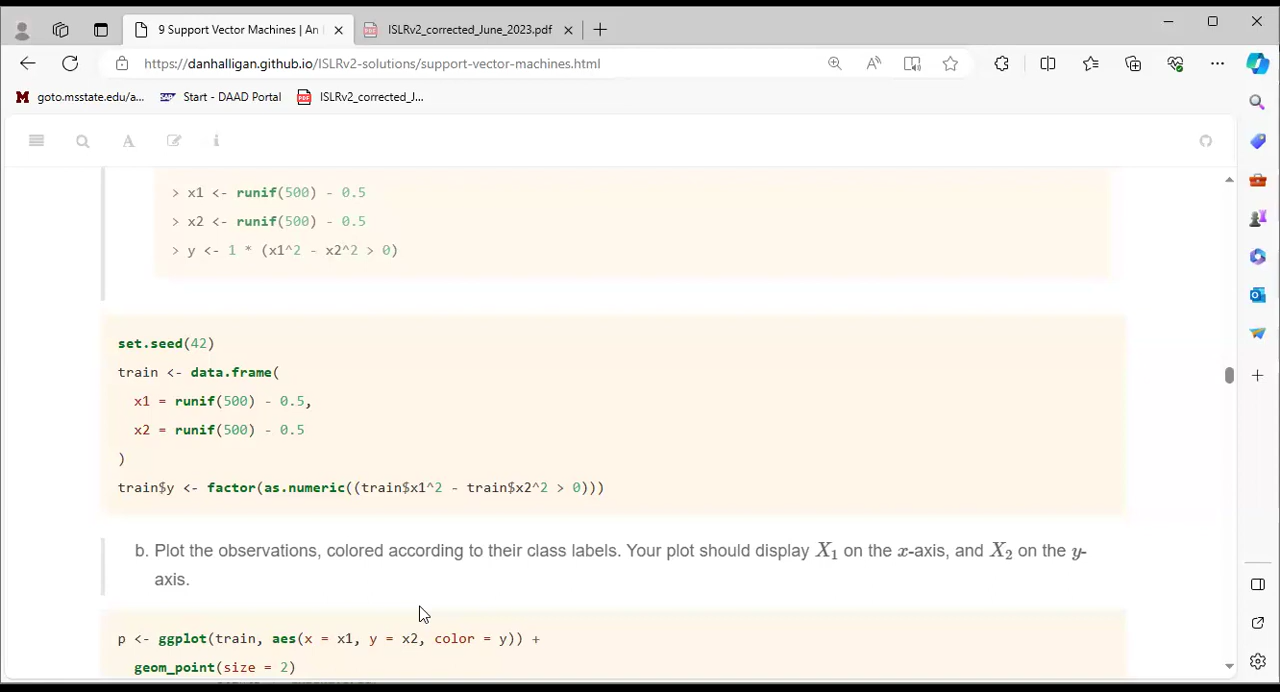 9 Support Vector Machines | An
ISLRv2_corrected_June_2023.pdf
https://danhalligan.github.io/ISLRv2-solutions/support-vector-machines.html
goto.msstate.edu/a...
Start - DAAD Portal
ISLRv2_corrected_J...
> x1 <- runif(500) - 0.5
> x2 <- runif(500) - 0.5
> y <- 1 * (x1^2 - x2^2 > 0)
set.seed(42)
train <- data.frame(
x1 = runif(500) - 0.5,
x2 = runif(500) - 0.5
)
train$y <- factor(as.numeric((train$x1^2 - train$x2^2 > 0)))
b. Plot the observations, colored according to their class labels. Your plot should display X1 on the x-axis, and X2 on the y-
axis.
p <- ggplot(train, aes(x = x1, y = x2, color = y)) +
geom_point(size = 2)